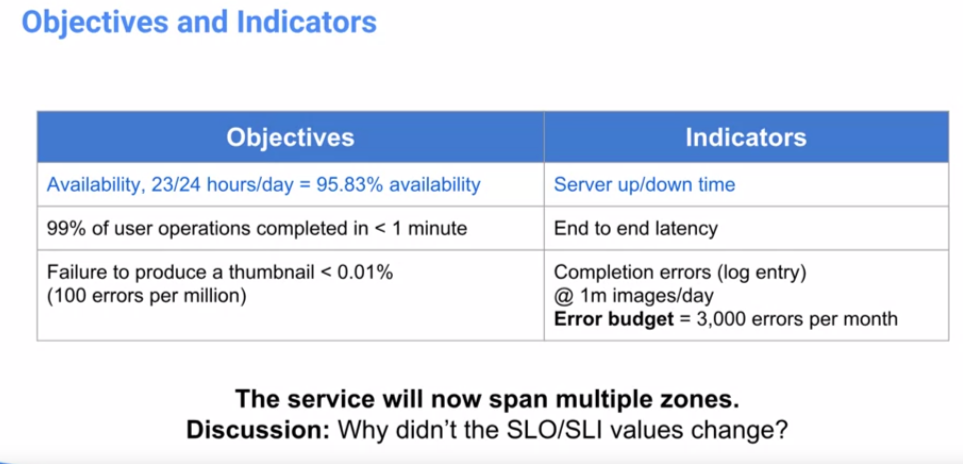 Objectives and Indicators
Objectives
Indicators
Availability, 23/24 hours/day = 95.83% availability
Server up/down time
99% of user operations completed in < 1 minute
End to end latency
Failure to produce a thumbnail < 0.01%
(100 errors per million)
Completion errors (log entry)
@ 1m images/day
Error budget = 3,000 errors per month
The service will now span multiple zones.
Discussion: Why didn't the SLO/SLI values change?